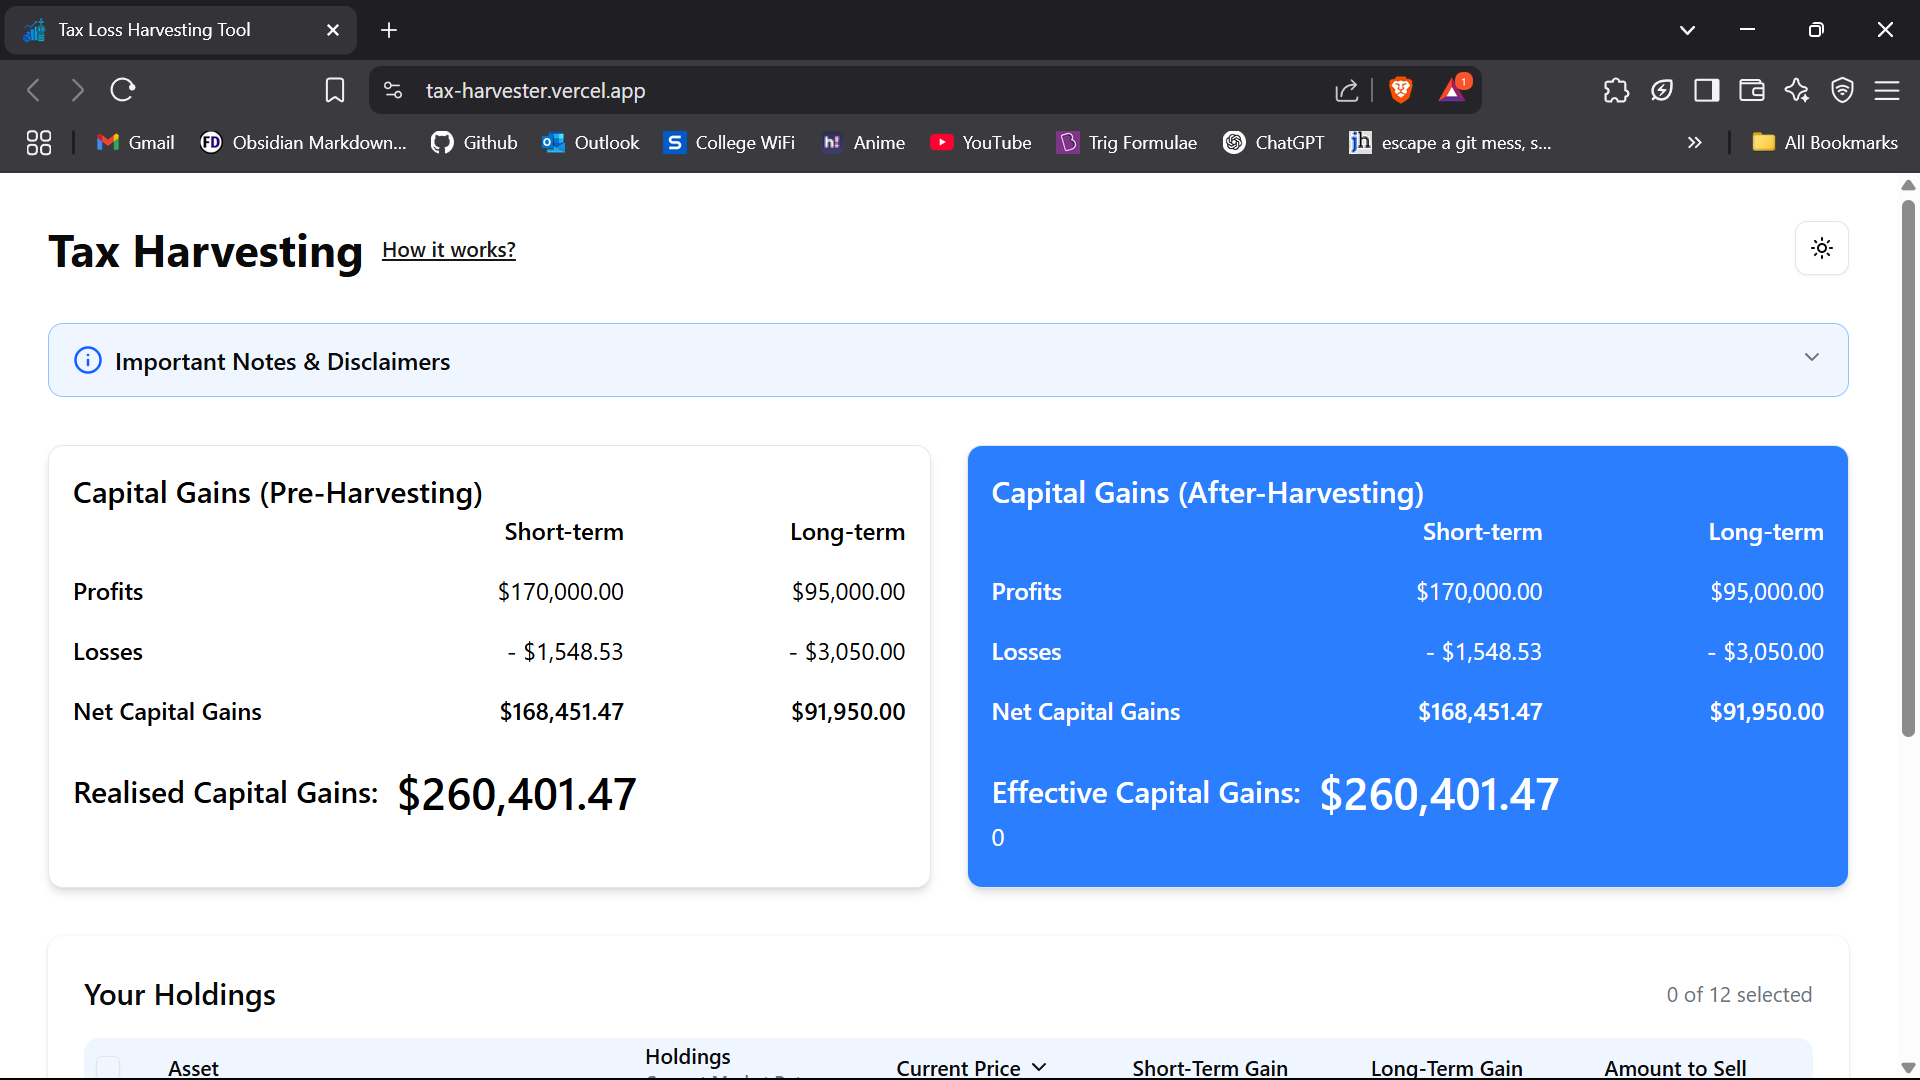 Tax Loss Harvesting Tool
tax-harvester.vercel.app
1
Gmail
FD
Obsidian Markdown...
Github
Outlook
S
College WiFi
h!
Anime
YouTube
Trig Formulae
ChatGPT
jh
escape a git mess, s...
All Bookmarks
Tax Harvesting How it works?
Important Notes & Disclaimers
Capital Gains (Pre-Harvesting)
Short-term Long-term
Profits $170,000.00 $95,000.00
Losses - $1,548.53 - $3,050.00
Net Capital Gains $168,451.47 $91,950.00
Realised Capital Gains: $260,401.47
Capital Gains (After-Harvesting)
Short-term Long-term
Profits $170,000.00 $95,000.00
Losses - $1,548.53 - $3,050.00
Net Capital Gains $168,451.47 $91,950.00
Effective Capital Gains: $260,401.47
0
Your Holdings 0 of 12 selected
Asset Holdings Current Price Short-Term Gain Long-Term Gain Amount to Sell